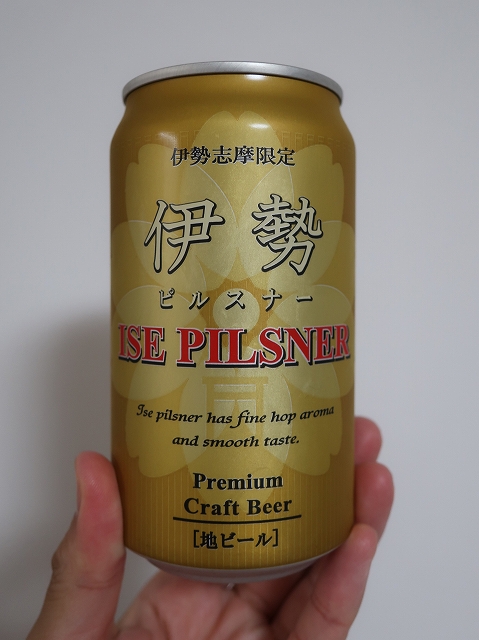 伊勢志摩限定
伊勢
ピルスナー
ISE PILSNER
Ise pilsner has fine hop aroma
and smooth taste.
Premium
Craft Beer
[地ビール]